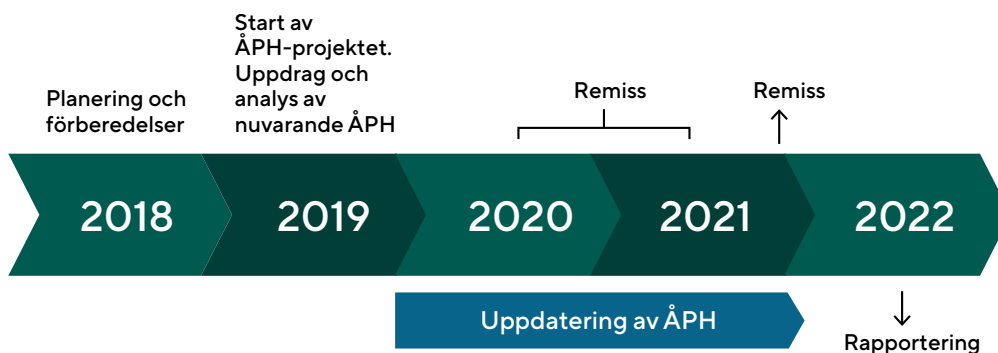 Planering och
förberedelser
Start av
ÅPH-projektet.
Uppdrag och
analys av
nuvarande ÅPH
Remiss
Remiss
2018
2019
2020
2021
2022
Uppdatering av ÅPH
Rapportering